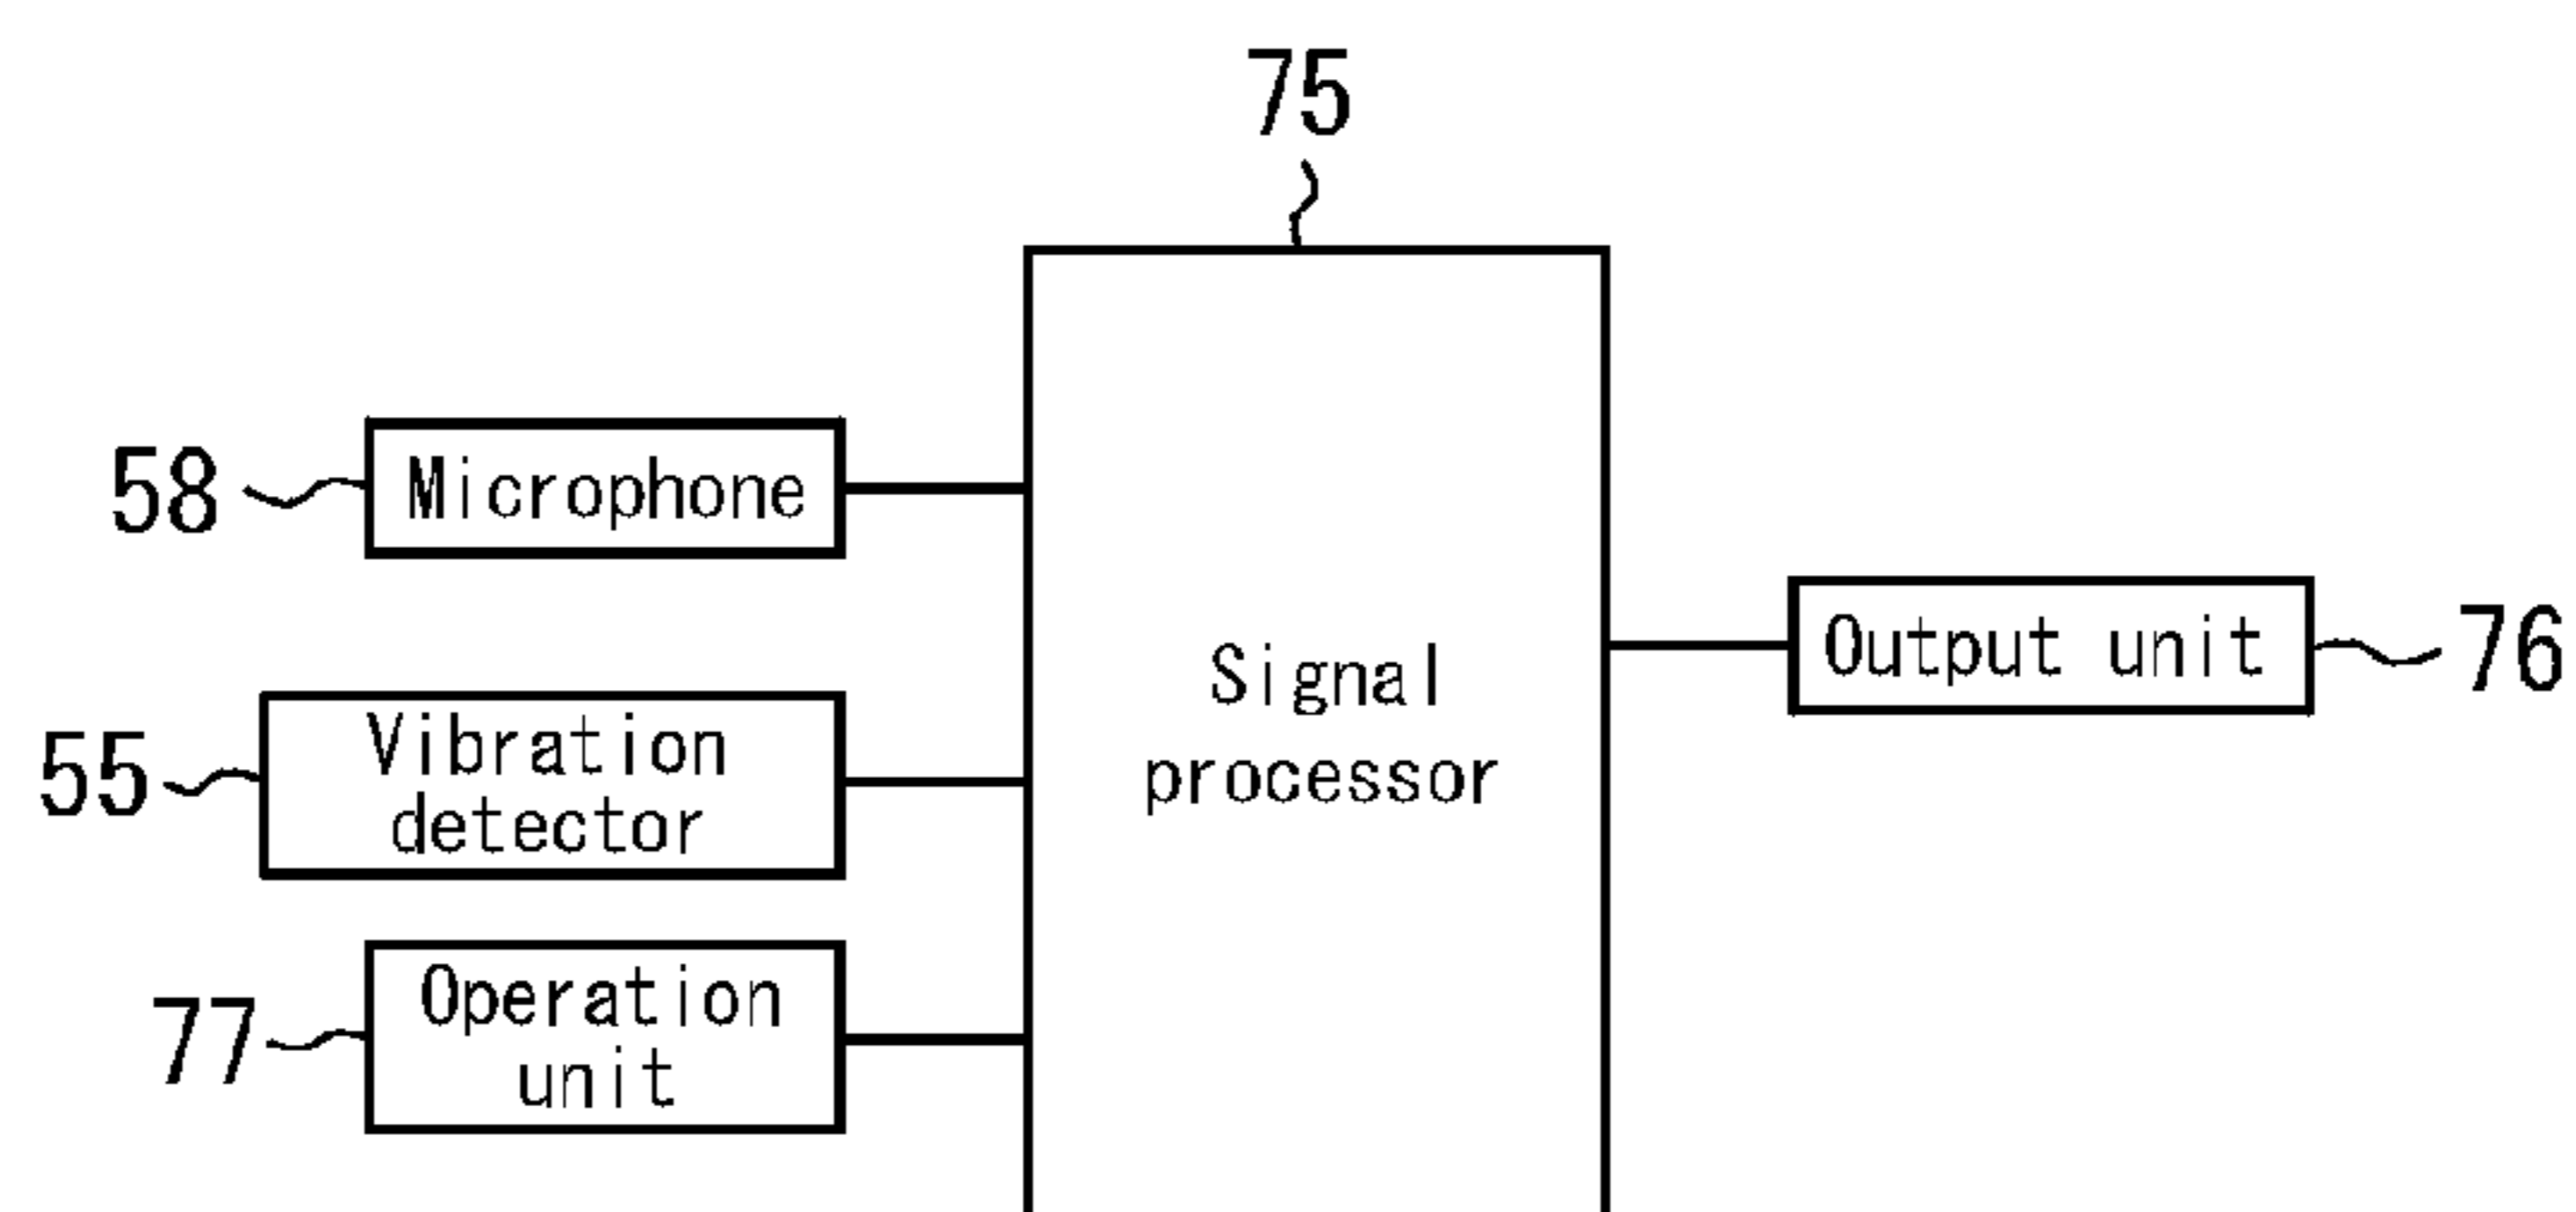 75
58 Microphone
Signal
processor
Output unit 76
55 Vibration
detector
77 Operation
unit